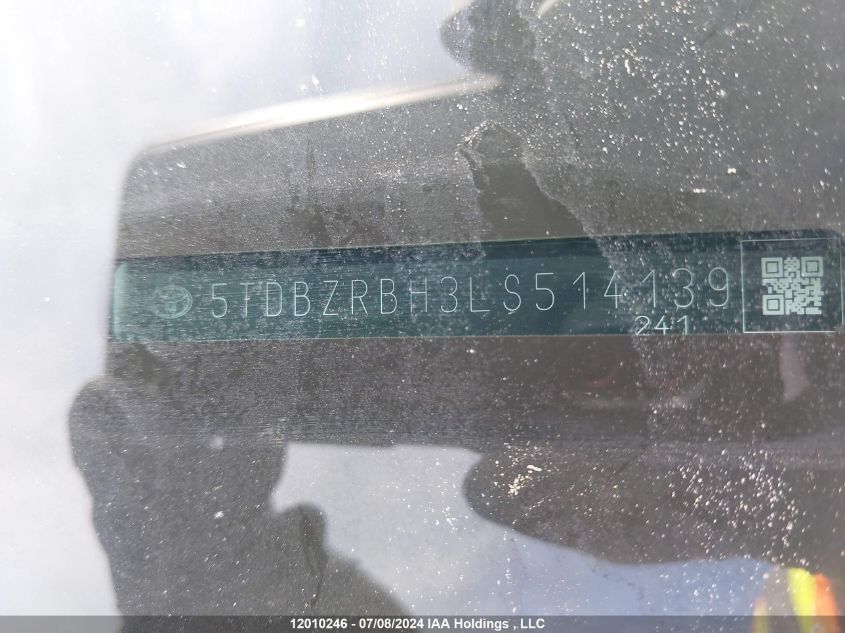 5TDBZRBH3LS514139
241
12010246 - 07/08/2024 IAA Holdings , LLC